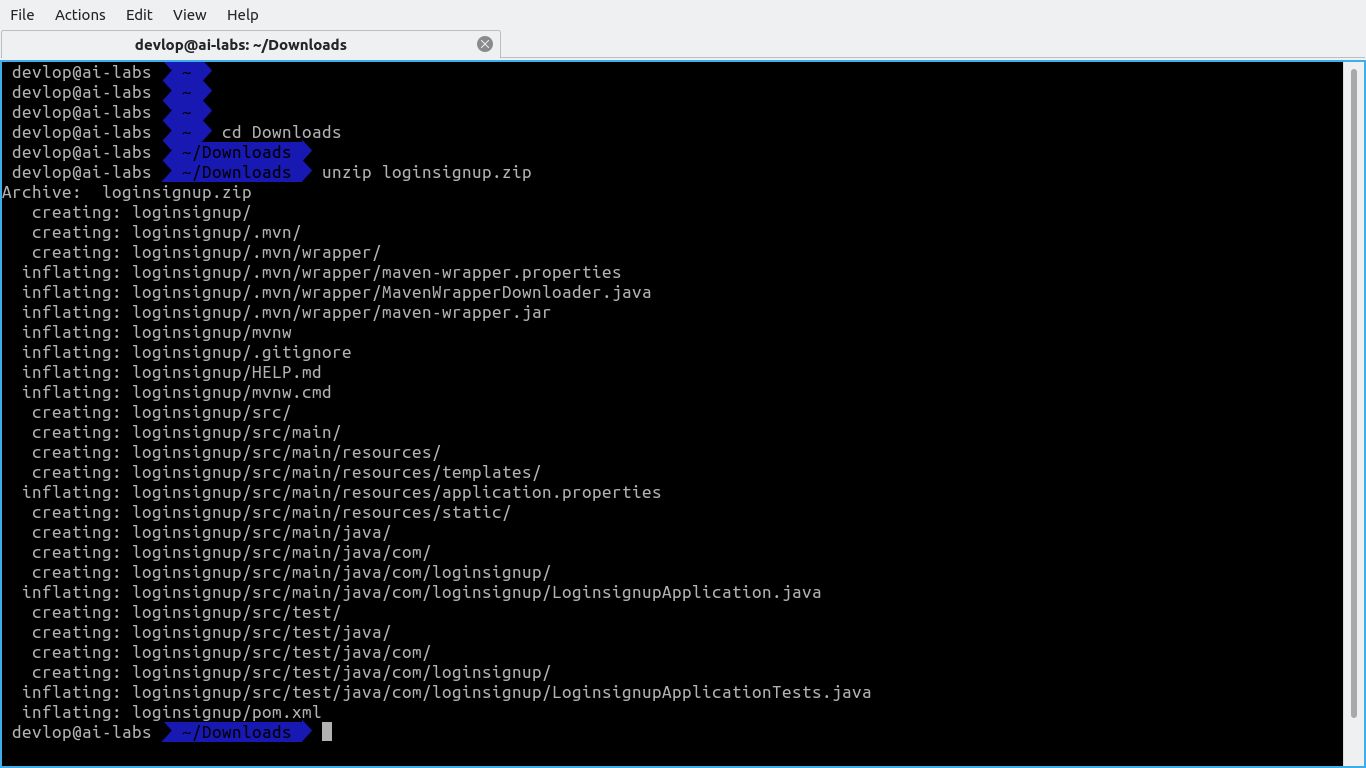 File Actions Edit View Help
devlop@ai-labs: ~/Downloads
devlop@ai-labs ~
devlop@ai-labs ~
devlop@ai-labs ~
devlop@ai-labs ~ cd Downloads
devlop@ai-labs ~/Downloads
devlop@ai-labs ~/Downloads unzip loginsignup.zip
Archive:  loginsignup.zip
   creating: loginsignup/
   creating: loginsignup/.mvn/
   creating: loginsignup/.mvn/wrapper/
  inflating: loginsignup/.mvn/wrapper/maven-wrapper.properties
  inflating: loginsignup/.mvn/wrapper/MavenWrapperDownloader.java
  inflating: loginsignup/.mvn/wrapper/maven-wrapper.jar
  inflating: loginsignup/mvnw
  inflating: loginsignup/.gitignore
  inflating: loginsignup/HELP.md
  inflating: loginsignup/mvnw.cmd
   creating: loginsignup/src/
   creating: loginsignup/src/main/
   creating: loginsignup/src/main/resources/
   creating: loginsignup/src/main/resources/templates/
  inflating: loginsignup/src/main/resources/application.properties
   creating: loginsignup/src/main/resources/static/
   creating: loginsignup/src/main/java/
   creating: loginsignup/src/main/java/com/
   creating: loginsignup/src/main/java/com/loginsignup/
  inflating: loginsignup/src/main/java/com/loginsignup/LoginsignupApplication.java
   creating: loginsignup/src/test/
   creating: loginsignup/src/test/java/
   creating: loginsignup/src/test/java/com/
   creating: loginsignup/src/test/java/com/loginsignup/
  inflating: loginsignup/src/test/java/com/loginsignup/LoginsignupApplicationTests.java
  inflating: loginsignup/pom.xml
devlop@ai-labs ~/Downloads